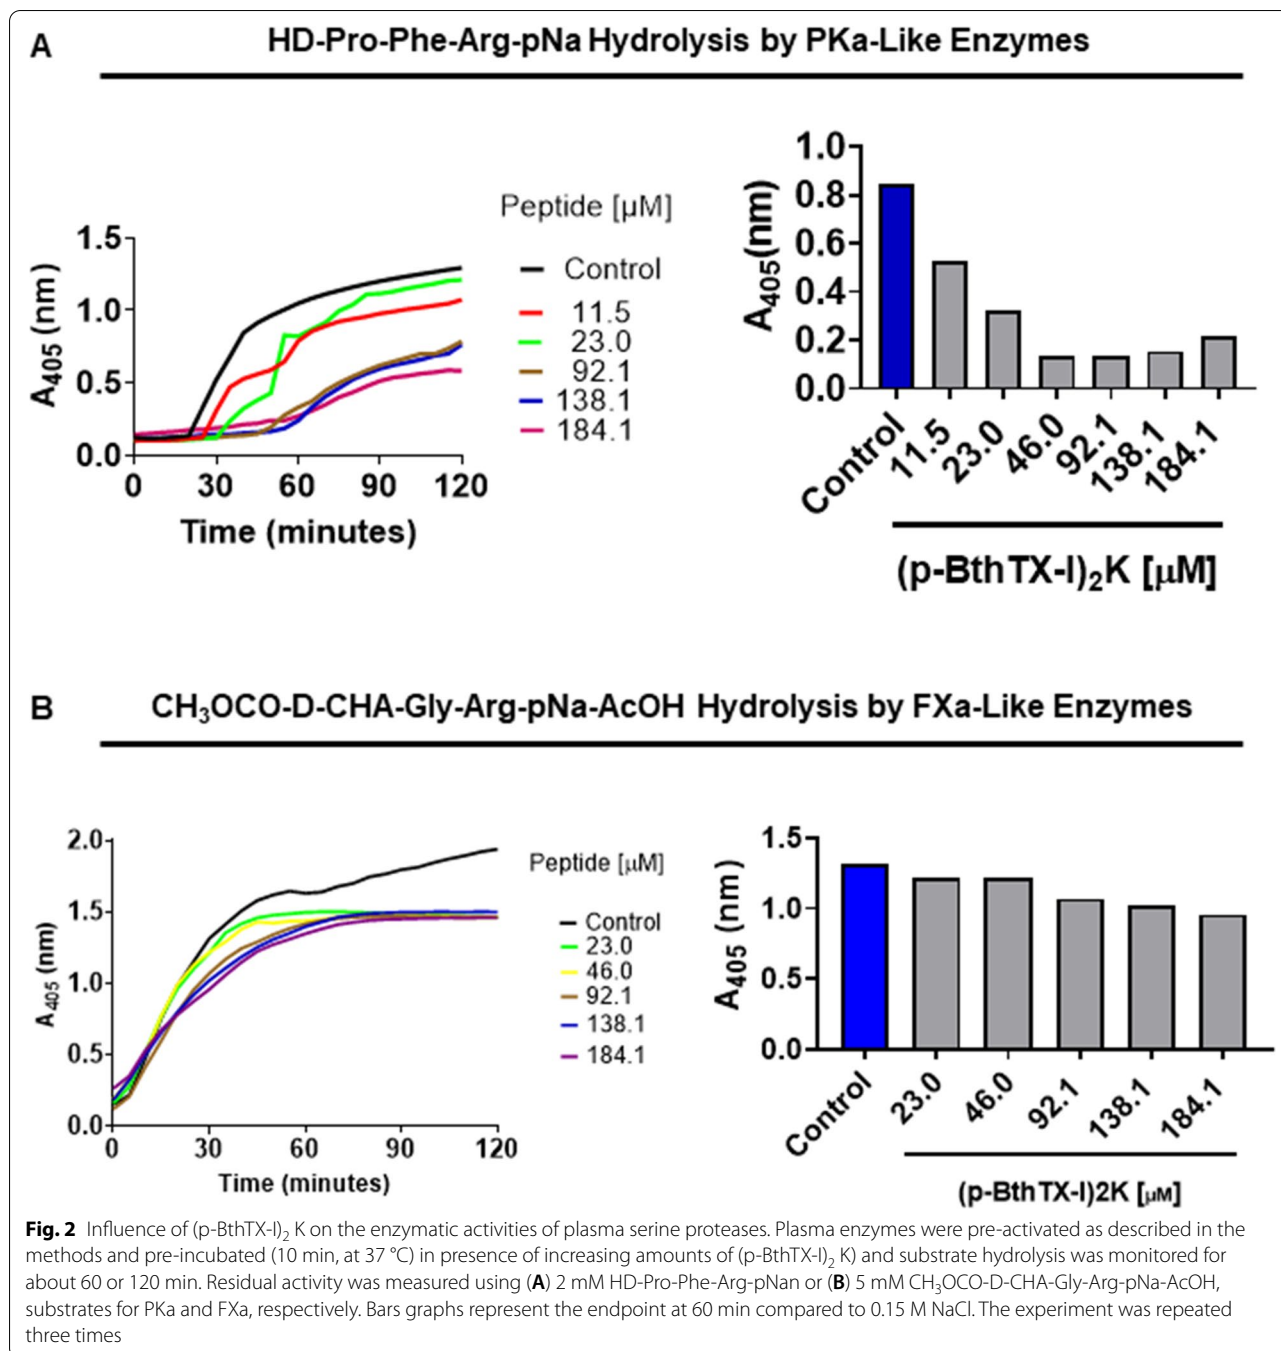 A
HD-Pro-Phe-Arg-pNa Hydrolysis by PKa-Like Enzymes
A405 (nm)
1.5
1.0
0.5
0.0
0 30 60 90 120
Time (minutes)
Peptide [µM]
Control
11.5
23.0
92.1
138.1
184.1
A405(nm)
1.0
0.8
0.6
0.4
0.2
0.0
Control 11.5 23.0 46.0 92.1 138.1 184.1
(p-BthTX-I)2K [µM]
B
CH3OCO-D-CHA-Gly-Arg-pNa-AcOH Hydrolysis by FXa-Like Enzymes
A405 (nm)
2.0
1.5
1.0
0.5
0.0
0 30 60 90 120
Time (minutes)
Peptide [µM]
Control
23.0
46.0
92.1
138.1
184.1
A405 (nm)
1.5
1.0
0.5
0.0
Control 23.0 46.0 92.1 138.1 184.1
(p-BthTX-I)2K [µM]
Fig. 2 Influence of (p-BthTX-I)2 K on the enzymatic activities of plasma serine proteases. Plasma enzymes were pre-activated as described in the
methods and pre-incubated (10 min, at 37 °C) in presence of increasing amounts of (p-BthTX-I)2 K) and substrate hydrolysis was monitored for
about 60 or 120 min. Residual activity was measured using (A) 2 mM HD-Pro-Phe-Arg-pNan or (B) 5 mM CH3OCO-D-CHA-Gly-Arg-pNa-AcOH,
substrates for PKa and FXa, respectively. Bars graphs represent the endpoint at 60 min compared to 0.15 M NaCl. The experiment was repeated
three times